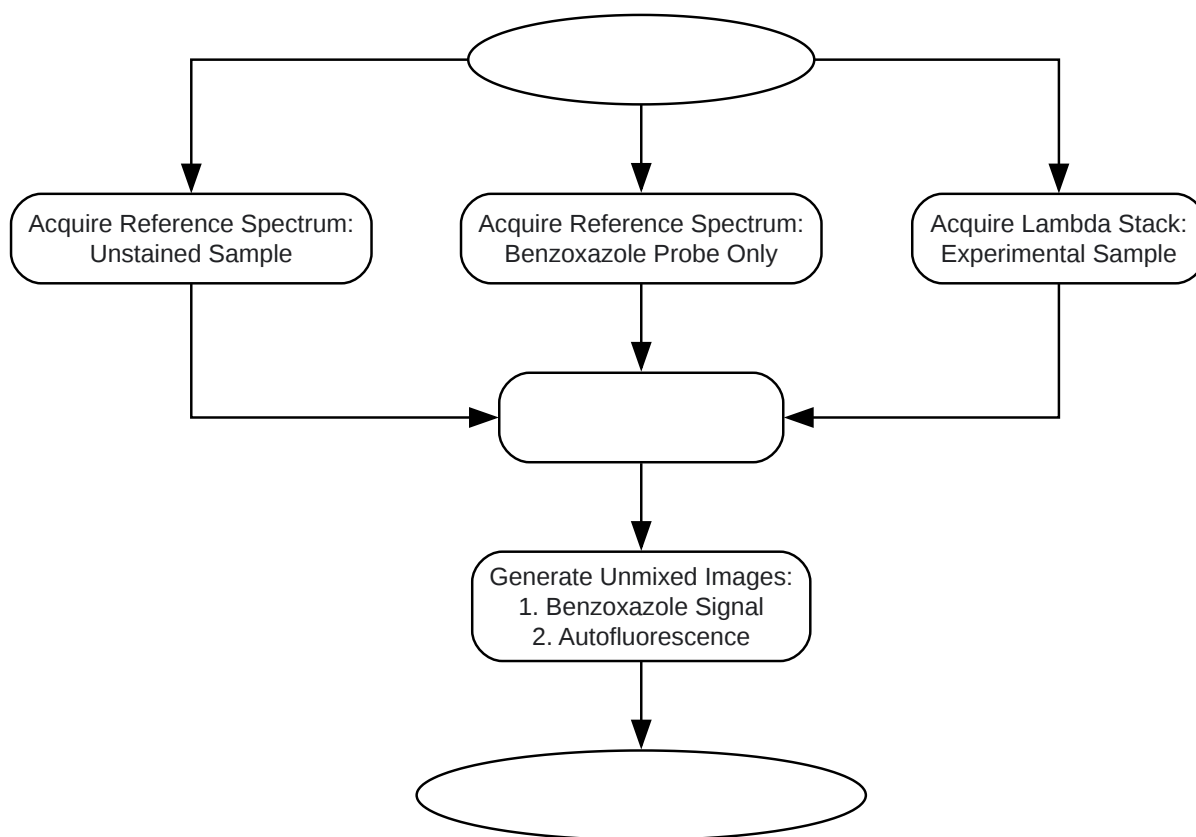 Acquire Reference Spectrum:
Unstained Sample
Acquire Reference Spectrum:
Benzoxazole Probe Only
Acquire Lambda Stack:
Experimental Sample
Generate Unmixed Images:
1. Benzoxazole Signal
2. Autofluorescence